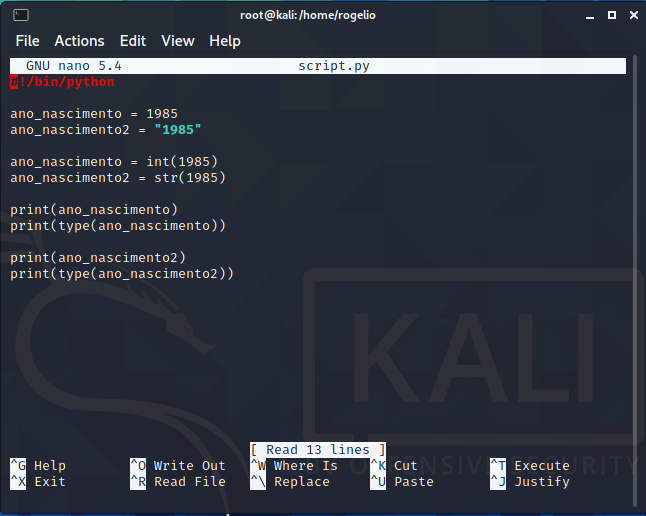 root@kali:/home/rogelio
File Actions Edit View Help
GNU nano 5.4 script.py
#!/bin/python
ano_nascimento = 1985
ano_nascimento2 = "1985"
ano_nascimento = int(1985)
ano_nascimento2 = str(1985)
print(ano_nascimento)
print(type(ano_nascimento))
print(ano_nascimento2)
print(type(ano_nascimento2))
KALI
[ Read 13 lines ]
^G Help ^O Write Out ^W Where Is ^K Cut ^T Execute
OFFENSIVE SECURITY
^X Exit ^R Read File ^\ Replace ^U Paste ^J Justify